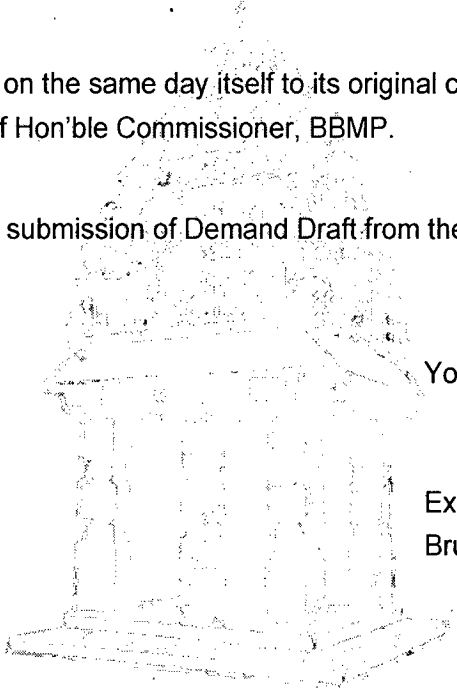 on the same day itself to its original c
f Hon'ble Commissioner, BBMP.
submission of Demand Draft from the
Yo
Ex
Bru